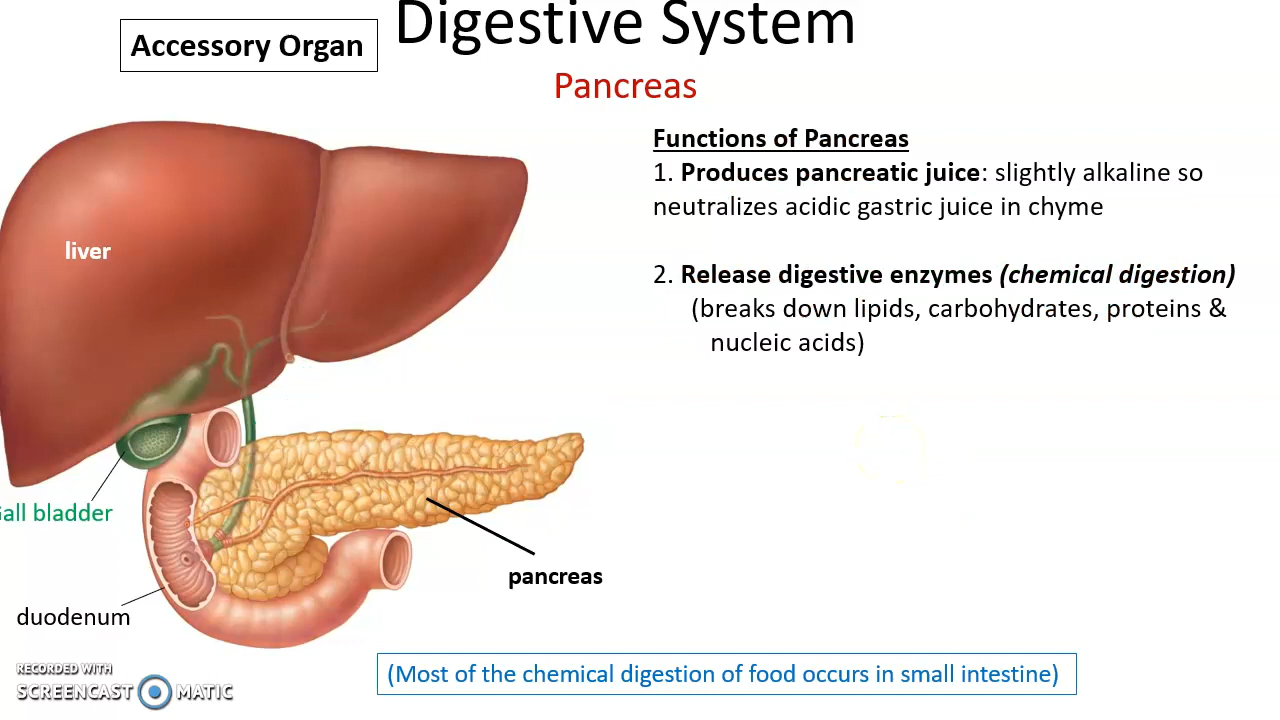 Digestive System
Accessory Organ
Pancreas
Functions of Pancreas
1. Produces pancreatic juice: slightly alkaline so
neutralizes acidic gastric juice in chyme
2. Release digestive enzymes (chemical digestion)
(breaks down lipids, carbohydrates, proteins &
nucleic acids)
liver
all bladder
pancreas
duodenum
(Most of the chemical digestion of food occurs in small intestine)
RECORDED WITH
SCREENCAST MATIC